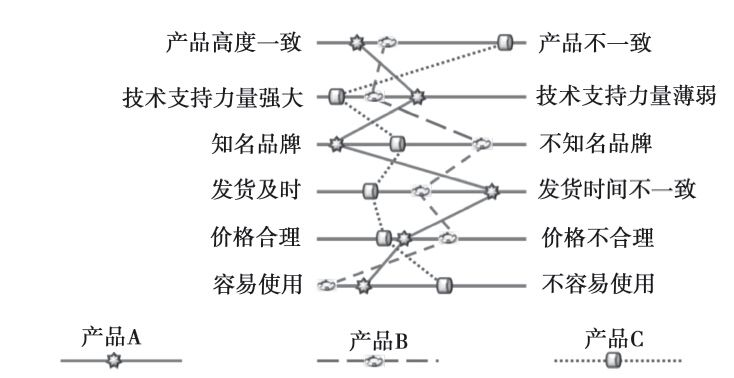 产品高度一致 产品不一致
技术支持力量强大 技术支持力量薄弱
知名品牌 不知名品牌
发货及时 发货时间不一致
价格合理 价格不合理
容易使用 不容易使用
产品A 产品B 产品C